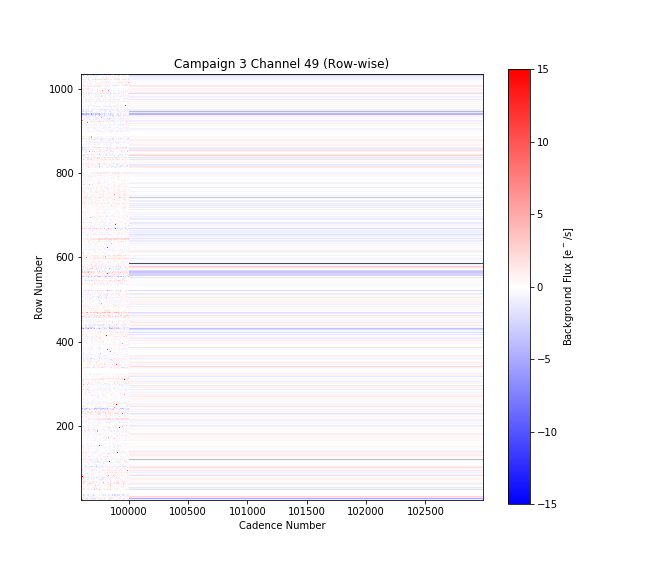 Campaign 3 Channel 49 (Row-wise)
1000
800
600
400
200
Row Number
100000 100500 101000 101500 102000 102500
Cadence Number
15
10
5
0
−5
−10
−15
Background Flux [e⁻/s]